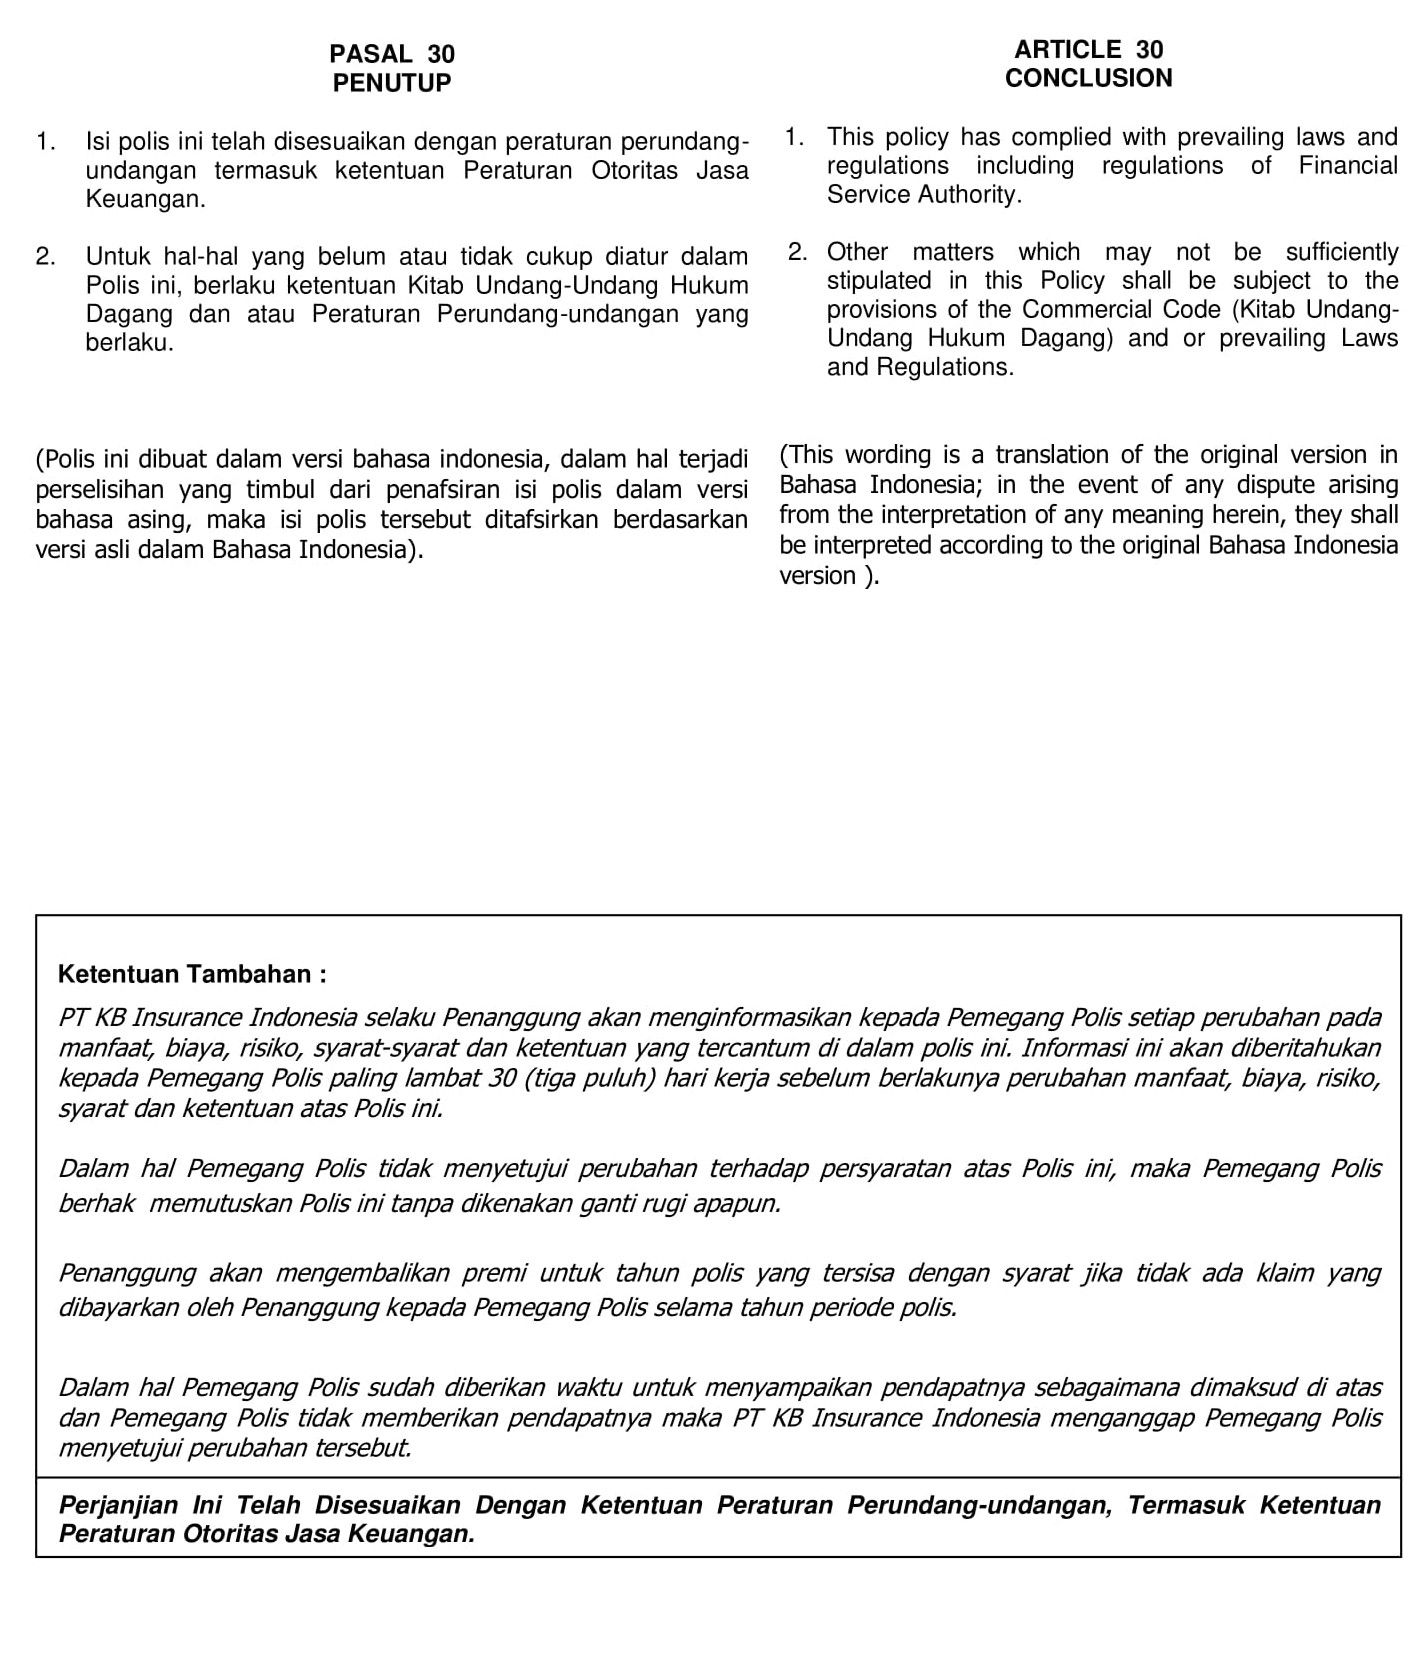 PASAL 30
PENUTUP
1. Isi polis ini telah disesuaikan dengan peraturan perundang-
undangan termasuk ketentuan Peraturan Otoritas Jasa
Keuangan.
2. Untuk hal-hal yang belum atau tidak cukup diatur dalam
Polis ini, berlaku ketentuan Kitab Undang-Undang Hukum
Dagang dan atau Peraturan Perundang-undangan yang
berlaku.
(Polis ini dibuat dalam versi bahasa indonesia, dalam hal terjadi
perselisihan yang timbul dari penafsiran isi polis dalam versi
bahasa asing, maka isi polis tersebut ditafsirkan berdasarkan
versi asli dalam Bahasa Indonesia).
ARTICLE 30
CONCLUSION
1. This policy has complied with prevailing laws and
regulations including regulations of Financial
Service Authority.
2. Other matters which may not be sufficiently
stipulated in this Policy shall be subject to the
provisions of the Commercial Code (Kitab Undang-
Undang Hukum Dagang) and or prevailing Laws
and Regulations.
(This wording is a translation of the original version in
Bahasa Indonesia; in the event of any dispute arising
from the interpretation of any meaning herein, they shall
be interpreted according to the original Bahasa Indonesia
version ).
Ketentuan Tambahan :
PT KB Insurance Indonesia selaku Penanggung akan menginformasikan kepada Pemegang Polis setiap perubahan pada
manfaat, biaya, risiko, syarat-syarat dan ketentuan yang tercantum di dalam polis ini. Informasi ini akan diberitahukan
kepada Pemegang Polis paling lambat 30 (tiga puluh) hari kerja sebelum berlakunya perubahan manfaat, biaya, risiko,
syarat dan ketentuan atas Polis ini.
Dalam hal Pemegang Polis tidak menyetujui perubahan terhadap persyaratan atas Polis ini, maka Pemegang Polis
berhak memutuskan Polis ini tanpa dikenakan ganti rugi apapun.
Penanggung akan mengembalikan premi untuk tahun polis yang tersisa dengan syarat jika tidak ada klaim yang
dibayarkan oleh Penanggung kepada Pemegang Polis selama tahun periode polis.
Dalam hal Pemegang Polis sudah diberikan waktu untuk menyampaikan pendapatnya sebagaimana dimaksud di atas
dan Pemegang Polis tidak memberikan pendapatnya maka PT KB Insurance Indonesia menganggap Pemegang Polis
menyetujui perubahan tersebut.
Perjanjian Ini Telah Disesuaikan Dengan Ketentuan Peraturan Perundang-undangan, Termasuk Ketentuan
Peraturan Otoritas Jasa Keuangan.